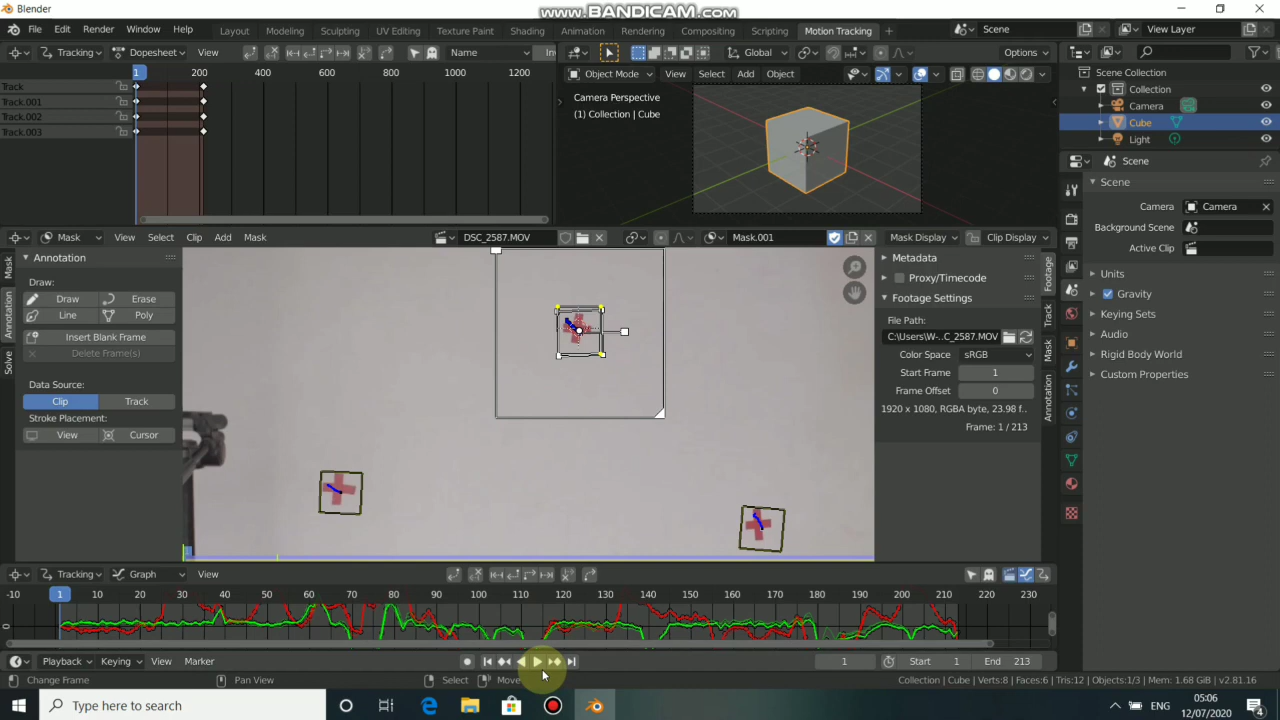 Blender
www.BANDICAM.com
File Edit Render Window Help Layout Modeling Sculpting UV Editing Texture Paint Shading Animation Rendering Compositing Scripting Motion Tracking + Scene View Layer
Tracking Dopesheet View Name Global Options
1 200 400 600 800 1000 1200
Track
Track.001
Track.002
Track.003
Object Mode View Select Add Object
Camera Perspective
(1) Collection | Cube
Scene Collection
Collection
Camera
Cube
Light
Scene
Scene
Camera Camera
Background Scene
Active Clip
Units
Gravity
Keying Sets
Audio
Rigid Body World
Custom Properties
Mask View Select Clip Add Mask DSC_2587.MOV Mask.001 Mask Display Clip Display
Mask
Annotation
Solve
Annotation
Draw:
Draw Erase
Line Poly
Insert Blank Frame
Delete Frame(s)
Data Source:
Clip Track
Stroke Placement:
View Cursor
Metadata
Proxy/Timecode
Footage Settings
File Path:
C:\Users\W-...C_2587.MOV
Color Space sRGB
Start Frame 1
Frame Offset 0
1920 x 1080, RGBA byte, 23.98 f..
Frame: 1 / 213
Footage
Track
Mask
Annotation
Tracking Graph View
-10 1 10 20 30 40 50 60 70 80 90 100 110 120 130 140 150 160 170 180 190 200 210 220 230
0
Playback Keying View Marker 1 Start 1 End 213
Change Frame Pan View Select Move Collection | Cube | Verts:8 | Faces:6 | Tris:12 | Objects:1/3 | Mem: 1.68 GiB | v2.81.16
Type here to search ENG 05:06
12/07/2020
4